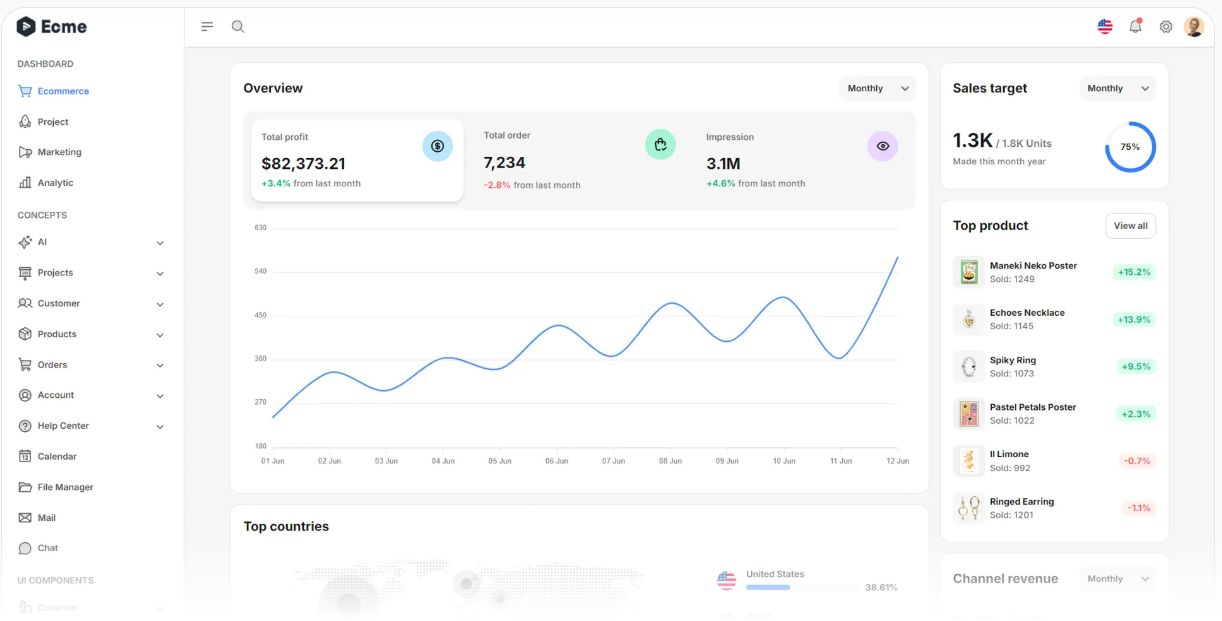 Ecme
DASHBOARD
Ecommerce
Project
Marketing
Analytic
CONCEPTS
AI
Projects
Customer
Products
Orders
Account
Help Center
Calendar
File Manager
Mail
Chat
UI COMPONENTS
Common
Overview
Monthly
Total profit
$82,373.21
+3.4% from last month
Total order
7,234
-2.8% from last month
Impression
3.1M
+4.6% from last month
630
540
450
360
270
180
01 Jun 02 Jun 03 Jun 04 Jun 05 Jun 06 Jun 07 Jun 08 Jun 09 Jun 10 Jun 11 Jun 12 Jun
Top countries
United States
38.61%
Sales target
Monthly
1.3K / 1.8K Units
Made this month year
75%
Top product
View all
Maneki Neko Poster
Sold: 1249
+15.2%
Echoes Necklace
Sold: 1145
+13.9%
Spiky Ring
Sold: 1073
+9.5%
Pastel Petals Poster
Sold: 1022
+2.3%
Il Limone
Sold: 992
-0.7%
Ringed Earring
Sold: 1201
-1.1%
Channel revenue
Monthly